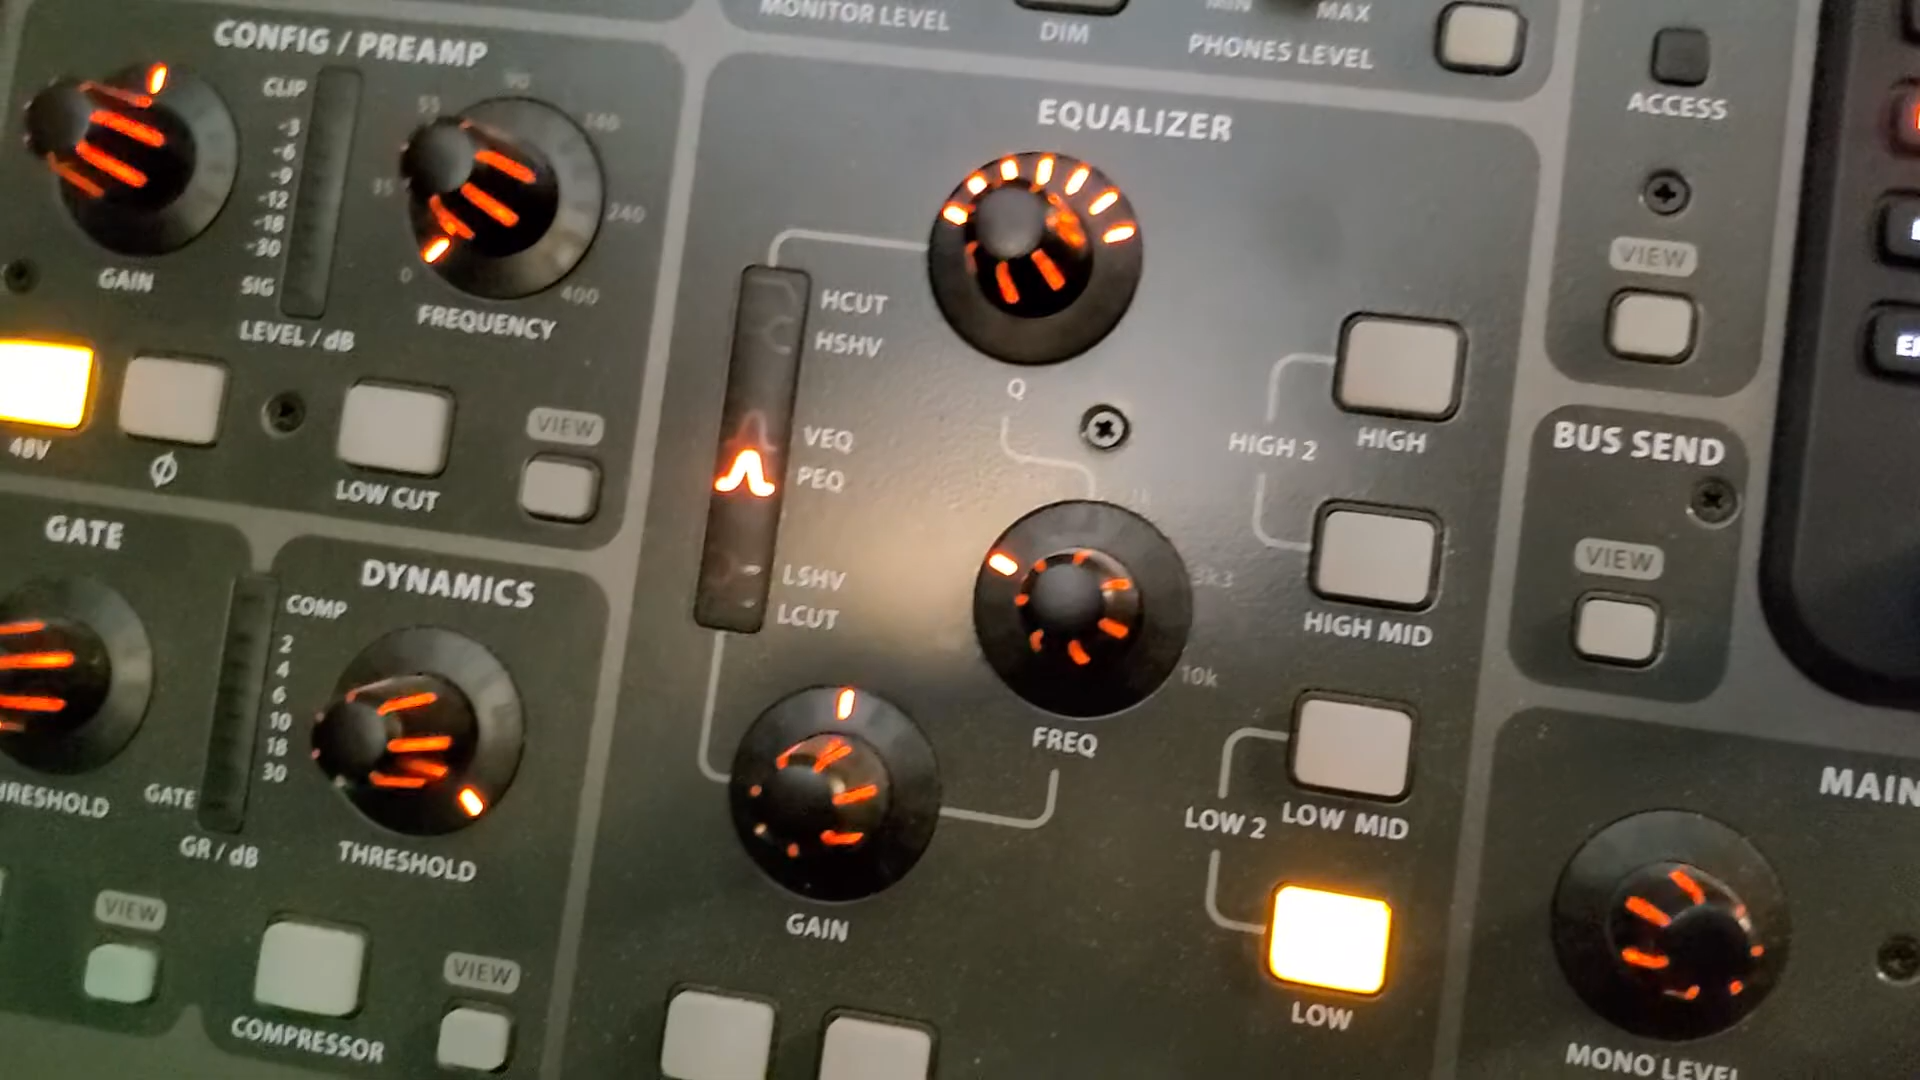 MONITOR LEVEL
DIM
MIN
MAX
PHONES LEVEL
CONFIG / PREAMP
CLIP
-3
-6
-9
-12
-18
-30
SIG
LEVEL / dB
GAIN
0
35
55
90
140
240
400
FREQUENCY
48V
Ø
LOW CUT
VIEW
GATE
DYNAMICS
COMP
2
4
6
10
18
30
GATE
GR / dB
THRESHOLD
VIEW
COMPRESSOR
VIEW
EQUALIZER
HCUT
HSHV
VEQ
PEQ
LSHV
LCUT
Q
3k3
10k
FREQ
GAIN
HIGH 2
HIGH
HIGH MID
LOW 2
LOW MID
LOW
ACCESS
VIEW
BUS SEND
VIEW
MAIN
MONO LEVEL